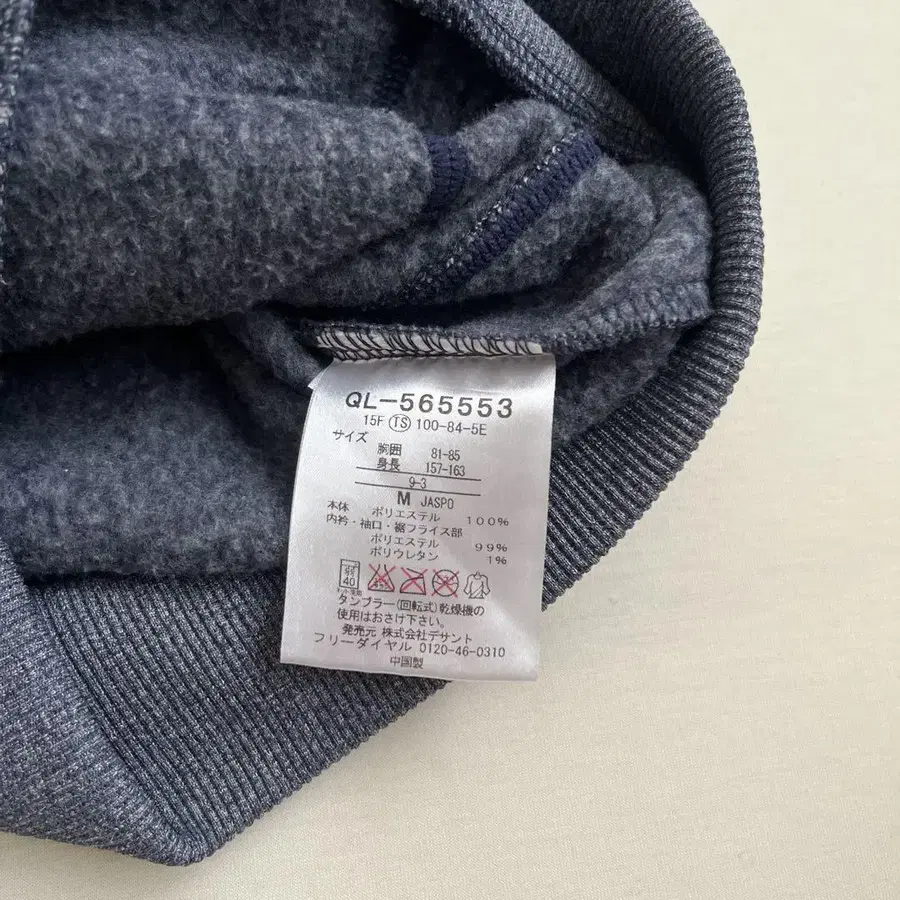 QL-565553
15F TS 100-84-5E
サイズ
胸囲 81-85
身長 157-163
9-3
M JASPO
本体
ポリエステル 100%
内衿・袖口・裾フライス部
ポリエステル 99%
ポリウレタン 1%
40
タンブラー(回転式)乾燥機の
使用はおさけ下さい。
発売元 株式会社デサント
フリーダイヤル 0120-46-0310
中国製